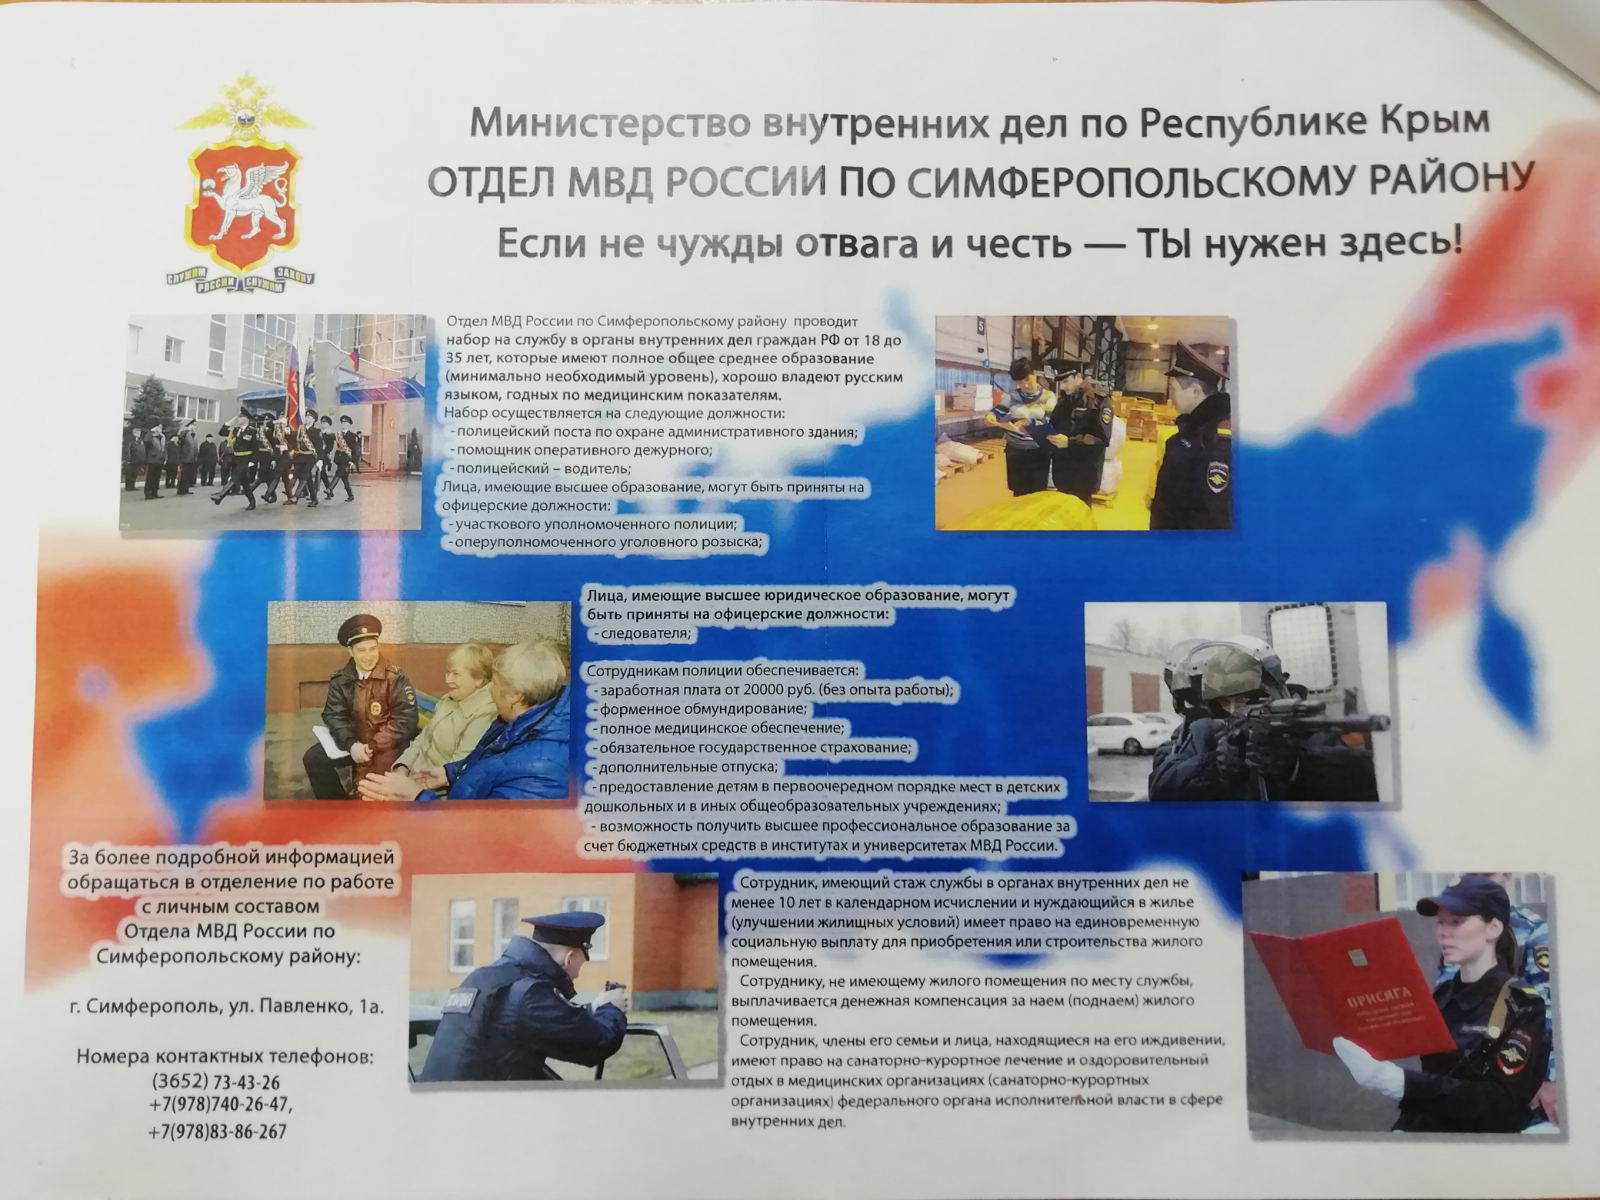 Министерство внутренних дел по Республике Крым
ОТДЕЛ МВД РОССИИ ПО СИМФЕРОПОЛЬСКОМУ РАЙОНУ
Если не чужды отвага и честь — ТЫ нужен здесь!
СЛУЖИМ РОССИИ СЛУЖИМ ЗАКОНУ
Отдел МВД России по Симферопольскому району проводит
набор на службу в органы внутренних дел граждан РФ от 18 до
35 лет, которые имеют полное общее среднее образование
(минимально необходимый уровень), хорошо владеют русским
языком, годных по медицинским показателям.
Набор осуществляется на следующие должности:
- полицейский поста по охране административного здания;
- помощник оперативного дежурного;
- полицейский – водитель;
Лица, имеющие высшее образование, могут быть приняты на
офицерские должности:
- участкового уполномоченного полиции;
- оперуполномоченного уголовного розыска;
5
Лица, имеющие высшее юридическое образование, могут
быть приняты на офицерские должности:
- следователя;
Сотрудникам полиции обеспечивается:
- заработная плата от 20000 руб. (без опыта работы);
- форменное обмундирование;
- полное медицинское обеспечение;
- обязательное государственное страхование;
- дополнительные отпуска;
- предоставление детям в первоочередном порядке мест в детских
дошкольных и в иных общеобразовательных учреждениях;
- возможность получить высшее профессиональное образование за
счет бюджетных средств в институтах и университетах МВД России.
За более подробной информацией
обращаться в отделение по работе
с личным составом
Отдела МВД России по
Симферопольскому району:
г. Симферополь, ул. Павленко, 1а.
Номера контактных телефонов:
(3652) 73-43-26
+7(978)740-26-47,
+7(978)83-86-267
Сотрудник, имеющий стаж службы в органах внутренних дел не
менее 10 лет в календарном исчислении и нуждающийся в жилье
(улучшении жилищных условий) имеет право на единовременную
социальную выплату для приобретения или строительства жилого
помещения.
Сотруднику, не имеющему жилого помещения по месту службы,
выплачивается денежная компенсация за наем (поднаем) жилого
помещения.
Сотрудник, члены его семьи и лица, находящиеся на его иждивении,
имеют право на санаторно-курортное лечение и оздоровительный
отдых в медицинских организациях (санаторно-курортных
организациях) федерального органа исполнительной власти в сфере
внутренних дел.
ПРИСЯГА